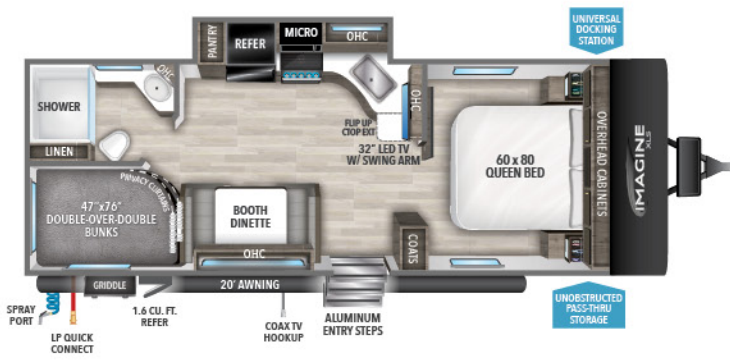 UNIVERSAL
DOCKING
STATION
PANTRY
REFER
MICRO
OHC
OHC
SHOWER
LINEN
OHC
FLIP UP
CTOP EXT
32" LED TV
W/ SWING ARM
60 x 80
QUEEN BED
OVERHEAD CABINETS
IMAGINE
XLS
PRIVACY CURTAINS
47"x76"
DOUBLE-OVER-DOUBLE
BUNKS
BOOTH
DINETTE
OHC
COATS
GRIDDLE
20' AWNING
SPRAY
PORT
LP QUICK
CONNECT
1.6 CU. FT.
REFER
COAX TV
HOOKUP
ALUMINUM
ENTRY STEPS
UNOBSTRUCTED
PASS-THRU
STORAGE